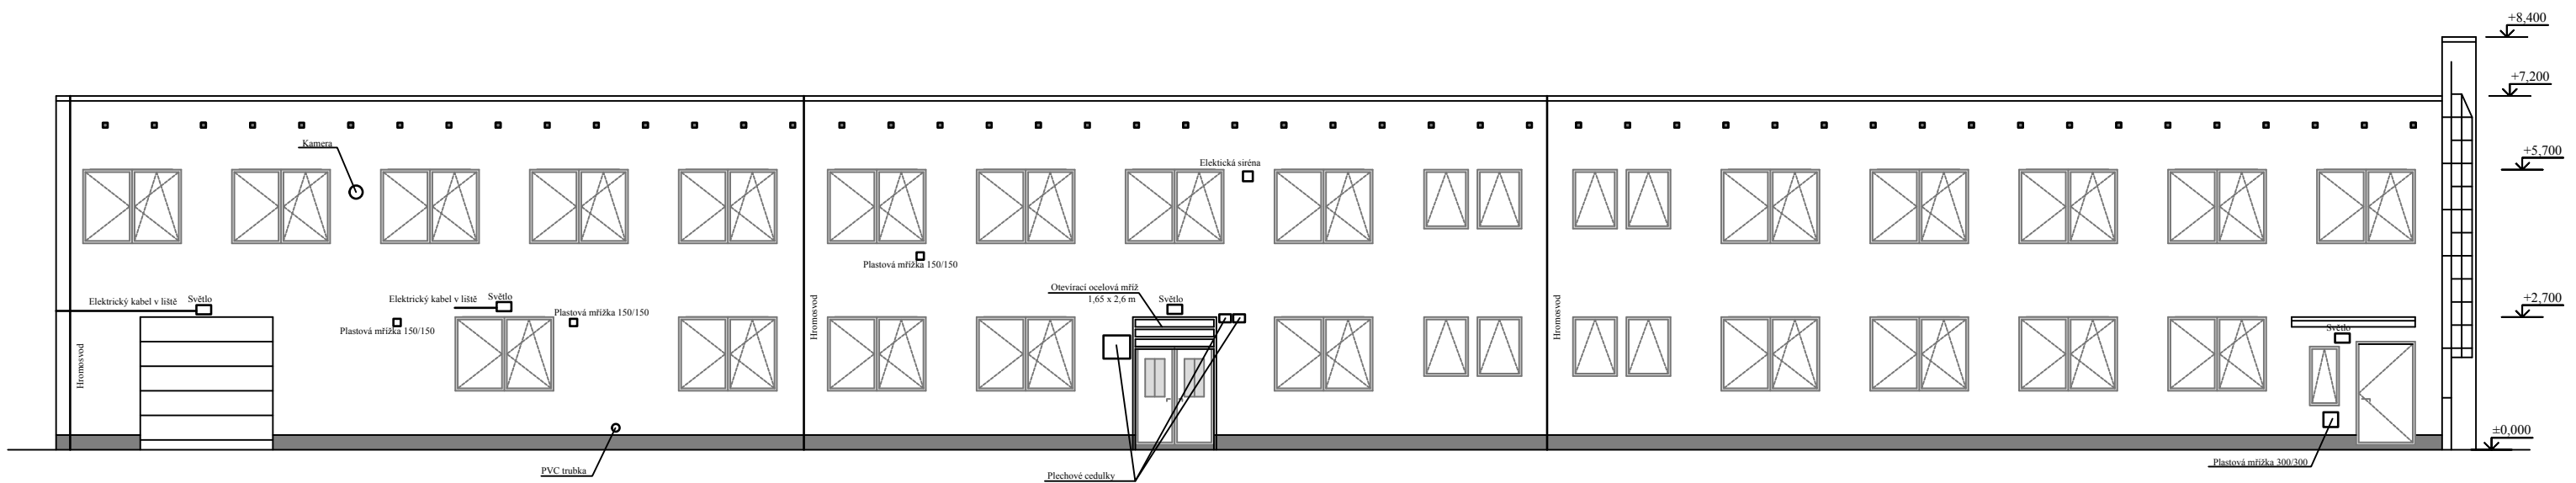 +8,400
+7,200
Kamera
+5,700
Elektická siréna
Plastová mřížka 150/150
Otevírací ocelová mříž
1,65 x 2,6 m
Elektrický kabel v liště
Světlo
Elektrický kabel v liště
Světlo
Světlo
+2,700
Plastová mřížka 150/150
Plastová mřížka 150/150
Světlo
Hromosvod
Hromosvod
Hromosvod
±0,000
PVC trubka
Plechové cedulky
Plastová mřížka 300/300